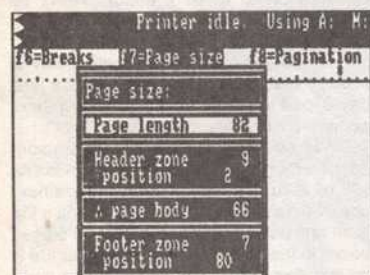 Printer idle. Using A: M:
f6=Breaks f7=Page size f8=Pagination
Page size:
Page length 82
Header zone 9
position 2
∴ page body 66
Footer zone 7
position 80